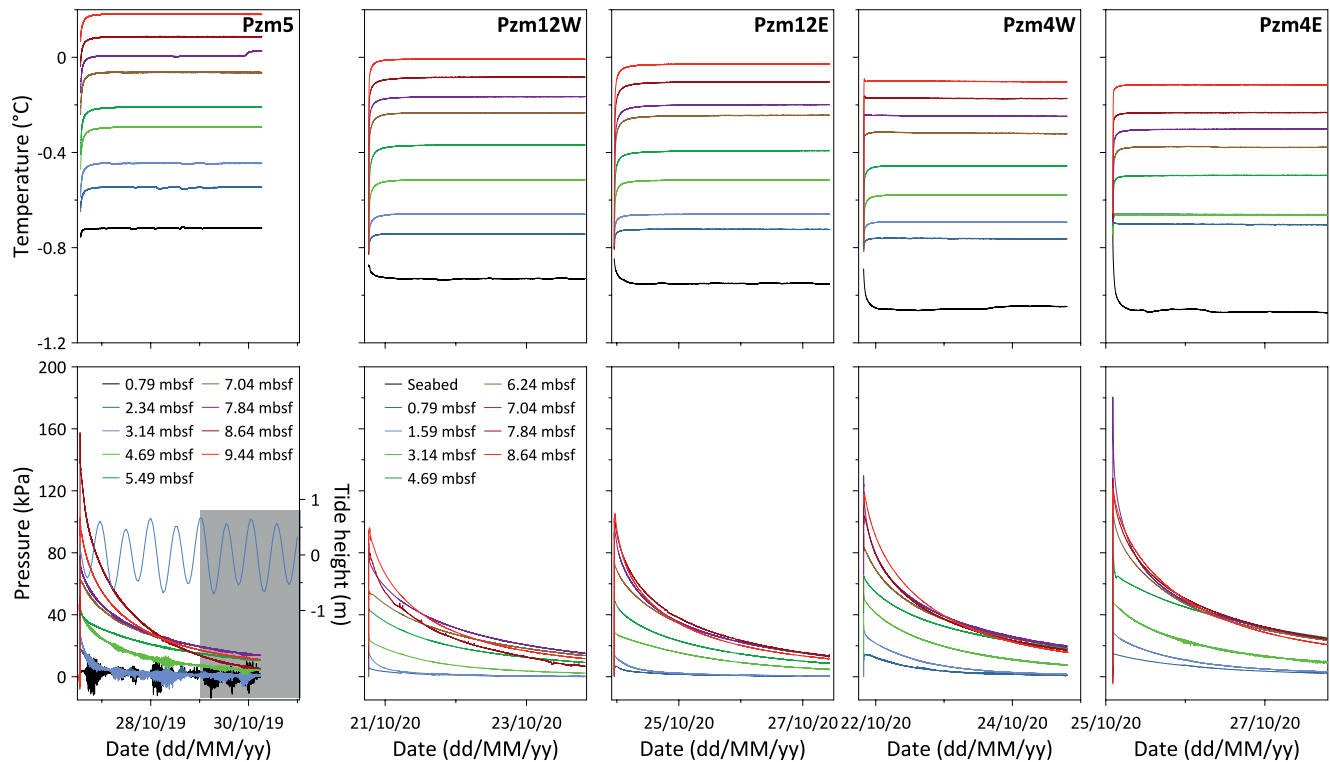 Pzm5
Pzm12W
Pzm12E
Pzm4W
Pzm4E
Temperature (°C)
0
-0.4
-0.8
-1.2
Pressure (kPa)
200
160
120
80
40
0
0.79 mbsf
2.34 mbsf
3.14 mbsf
4.69 mbsf
5.49 mbsf
7.04 mbsf
7.84 mbsf
8.64 mbsf
9.44 mbsf
1
0
-1
Tide height (m)
Seabed
0.79 mbsf
1.59 mbsf
3.14 mbsf
4.69 mbsf
6.24 mbsf
7.04 mbsf
7.84 mbsf
8.64 mbsf
28/10/19 30/10/19
21/10/20 23/10/20
25/10/20 27/10/20
22/10/20 24/10/20
25/10/20 27/10/20
Date (dd/MM/yy)
Date (dd/MM/yy)
Date (dd/MM/yy)
Date (dd/MM/yy)
Date (dd/MM/yy)